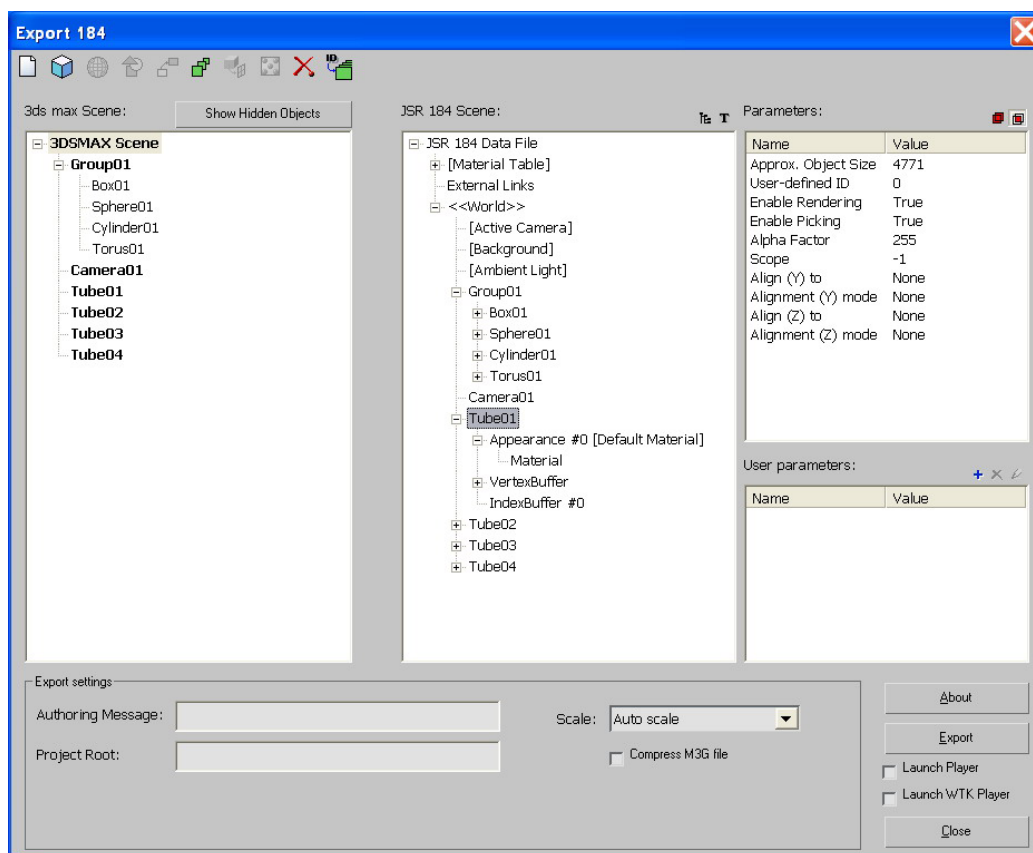 Export 184
ID
3ds max Scene:
Show Hidden Objects
3DSMAX Scene
Group01
Box01
Sphere01
Cylinder01
Torus01
Camera01
Tube01
Tube02
Tube03
Tube04
JSR 184 Scene:
T
JSR 184 Data File
[Material Table]
External Links
<<World>>
[Active Camera]
[Background]
[Ambient Light]
Group01
Box01
Sphere01
Cylinder01
Torus01
Camera01
Tube01
Appearance #0 [Default Material]
Material
VertexBuffer
IndexBuffer #0
Tube02
Tube03
Tube04
Parameters:
Name Value
Approx. Object Size 4771
User-defined ID 0
Enable Rendering True
Enable Picking True
Alpha Factor 255
Scope -1
Align (Y) to None
Alignment (Y) mode None
Align (Z) to None
Alignment (Z) mode None
User parameters:
Name Value
Export settings
Authoring Message:
Project Root:
Scale: Auto scale
Compress M3G file
About
Export
Launch Player
Launch WTK Player
Close